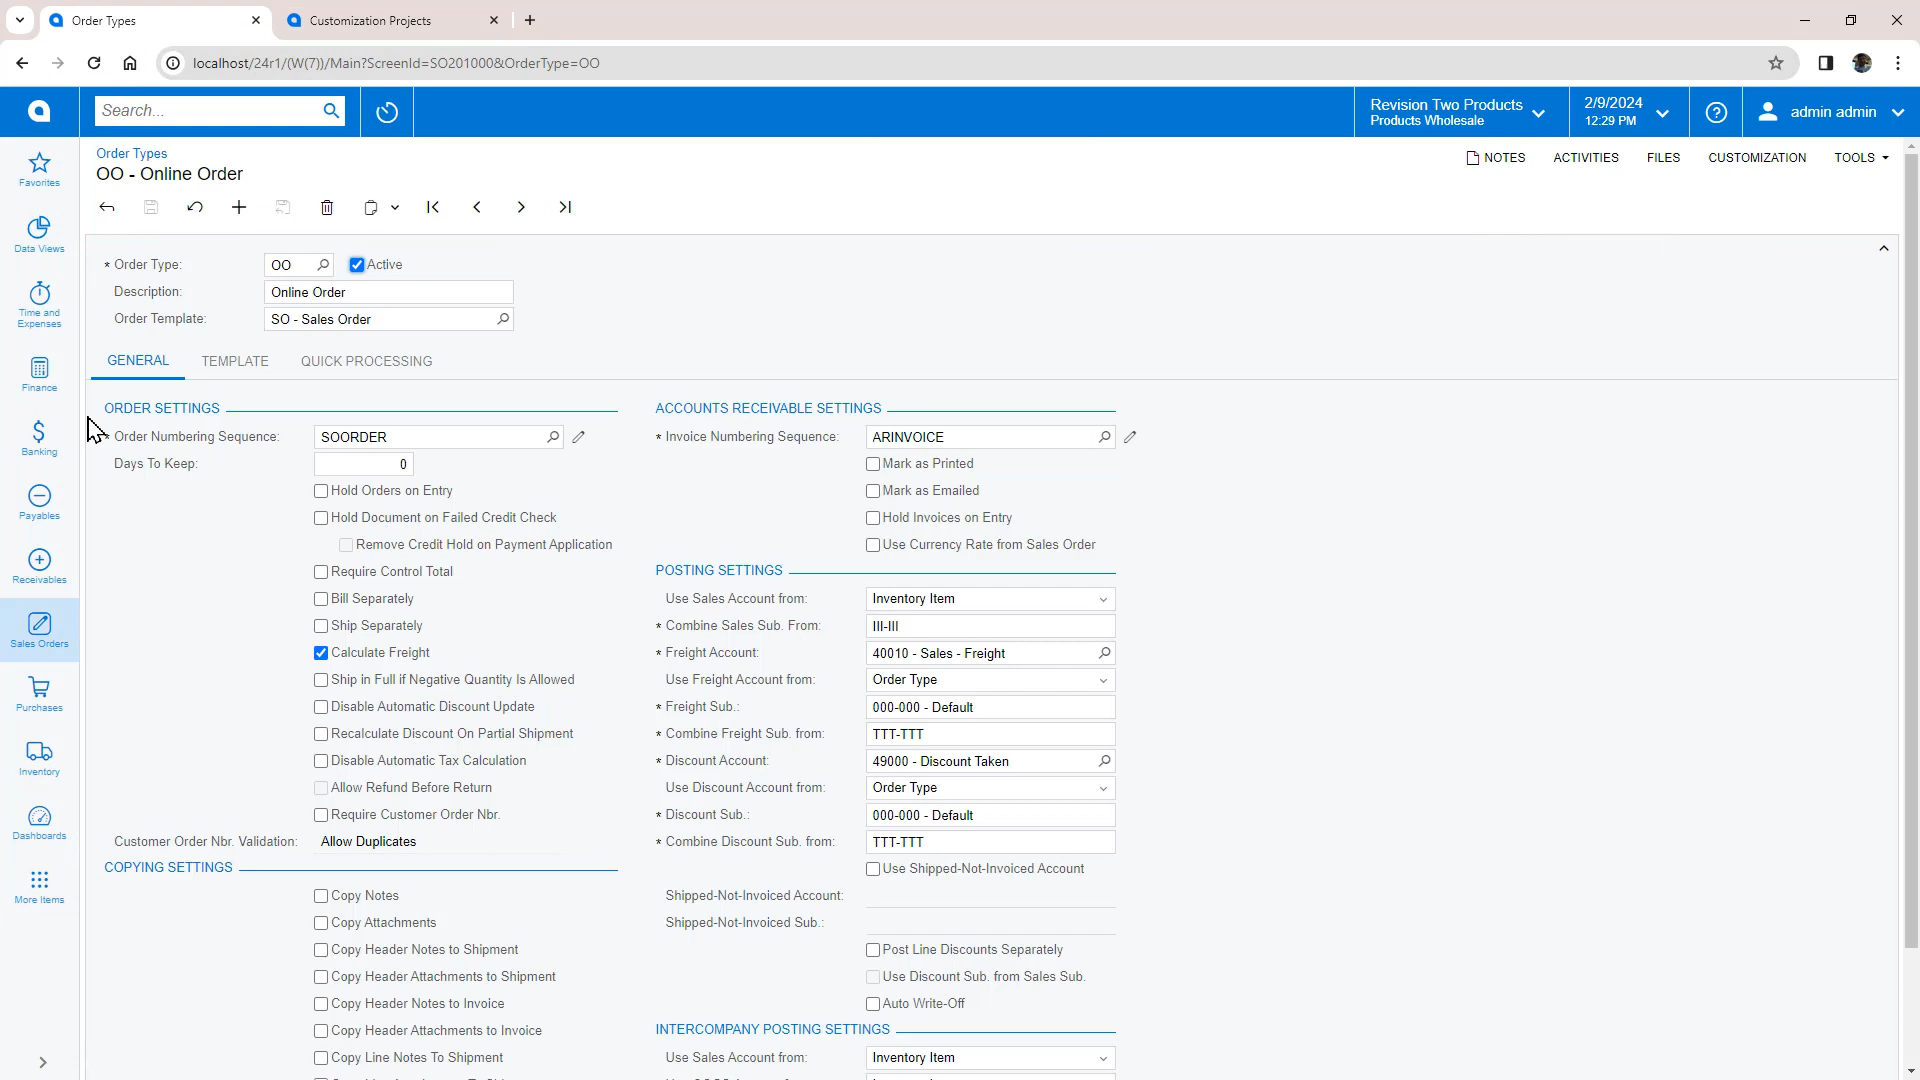 Order Types
Customization Projects
localhost/24r1/(W(7))/Main?ScreenId=SO201000&OrderType=OO
Search...
Revision Two Products
Products Wholesale
2/9/2024
12:29 PM
admin admin
Favorites
Data Views
Time and
Expenses
Finance
Banking
Payables
Receivables
Sales Orders
Purchases
Inventory
Dashboards
More Items
Order Types
OO - Online Order
NOTES
ACTIVITIES
FILES
CUSTOMIZATION
TOOLS
* Order Type: OO Active
Description: Online Order
Order Template: SO - Sales Order
GENERAL
TEMPLATE
QUICK PROCESSING
ORDER SETTINGS
* Order Numbering Sequence: SOORDER
Days To Keep: 0
Hold Orders on Entry
Hold Document on Failed Credit Check
Remove Credit Hold on Payment Application
Require Control Total
Bill Separately
Ship Separately
Calculate Freight
Ship in Full if Negative Quantity Is Allowed
Disable Automatic Discount Update
Recalculate Discount On Partial Shipment
Disable Automatic Tax Calculation
Allow Refund Before Return
Require Customer Order Nbr.
Customer Order Nbr. Validation: Allow Duplicates
COPYING SETTINGS
Copy Notes
Copy Attachments
Copy Header Notes to Shipment
Copy Header Attachments to Shipment
Copy Header Notes to Invoice
Copy Header Attachments to Invoice
Copy Line Notes To Shipment
ACCOUNTS RECEIVABLE SETTINGS
* Invoice Numbering Sequence: ARINVOICE
Mark as Printed
Mark as Emailed
Hold Invoices on Entry
Use Currency Rate from Sales Order
POSTING SETTINGS
Use Sales Account from: Inventory Item
* Combine Sales Sub. From: III-III
* Freight Account: 40010 - Sales - Freight
Use Freight Account from: Order Type
* Freight Sub.: 000-000 - Default
* Combine Freight Sub. from: TTT-TTT
* Discount Account: 49000 - Discount Taken
Use Discount Account from: Order Type
* Discount Sub.: 000-000 - Default
* Combine Discount Sub. from: TTT-TTT
Use Shipped-Not-Invoiced Account
Shipped-Not-Invoiced Account:
Shipped-Not-Invoiced Sub.:
Post Line Discounts Separately
Use Discount Sub. from Sales Sub.
Auto Write-Off
INTERCOMPANY POSTING SETTINGS
Use Sales Account from: Inventory Item